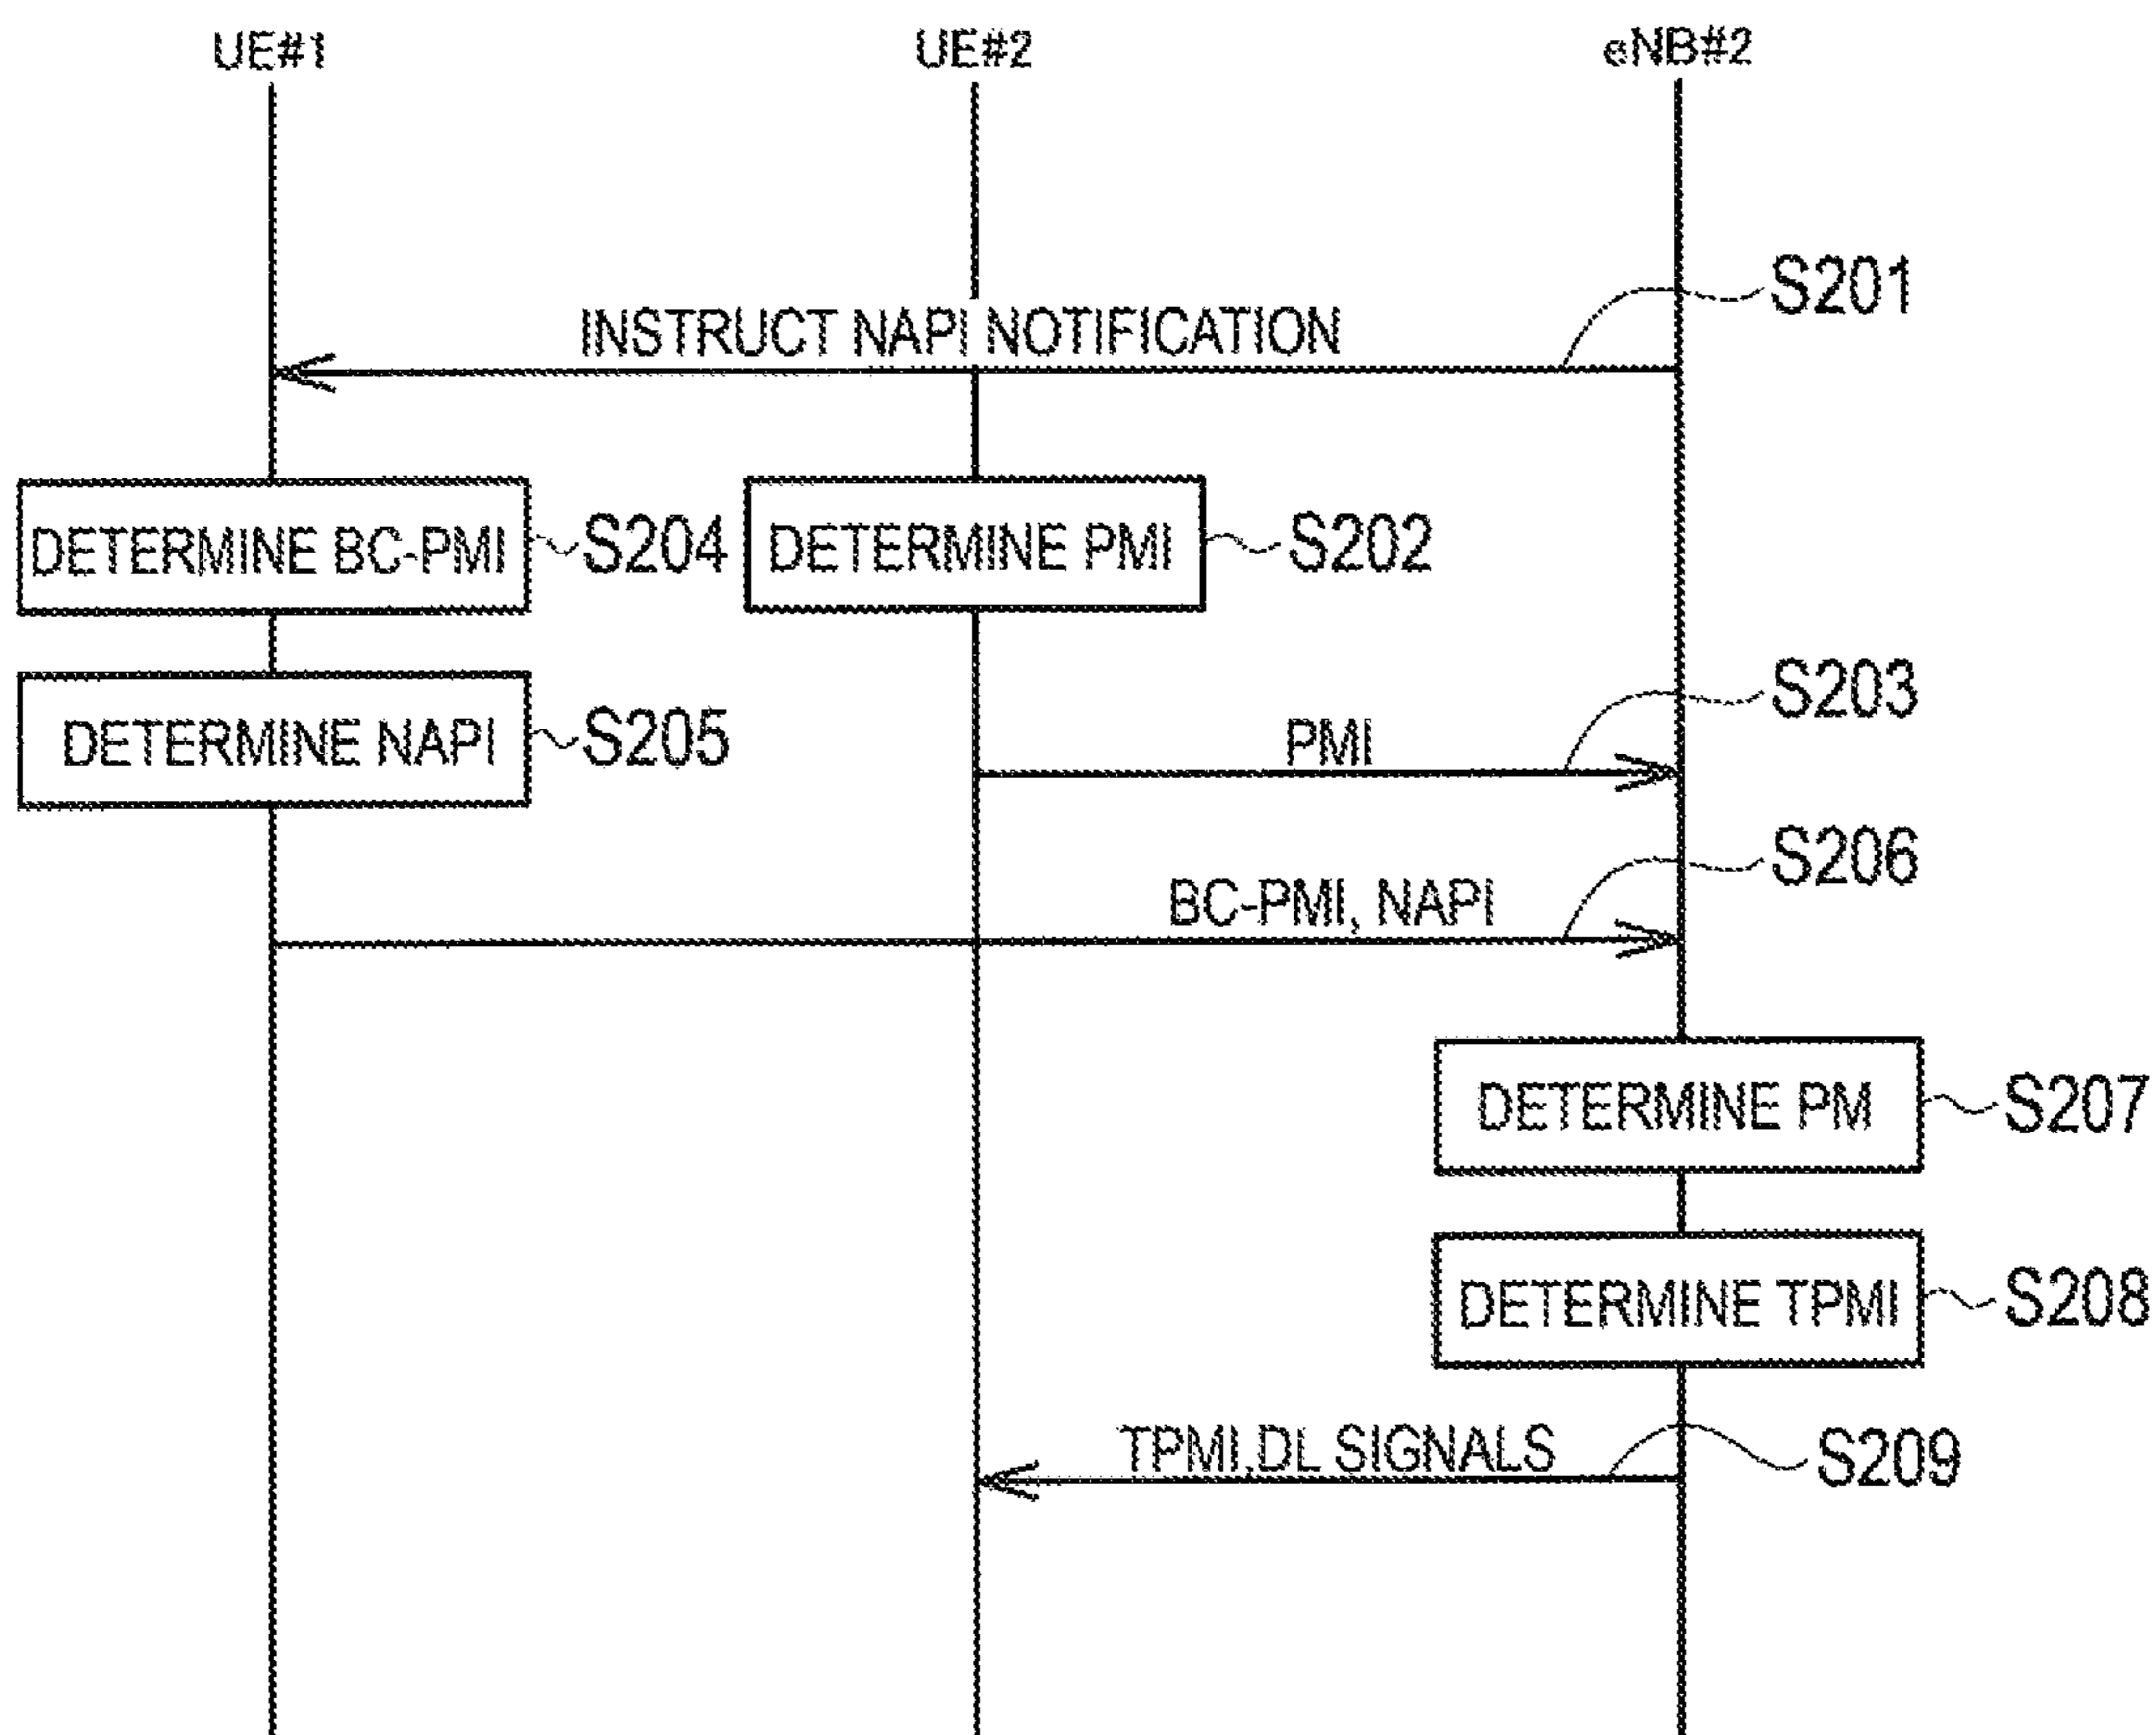 UE#1 UE#2 eNB#2
S201
INSTRUCT NAPI NOTIFICATION
DETERMINE BC-PMI S204 DETERMINE PMI S202
S203
DETERMINE NAPI S205 PMI
S206
BC-PMI, NAPI
DETERMINE PM S207
DETERMINE TPMI S208
TPMI,DL SIGNALS S209